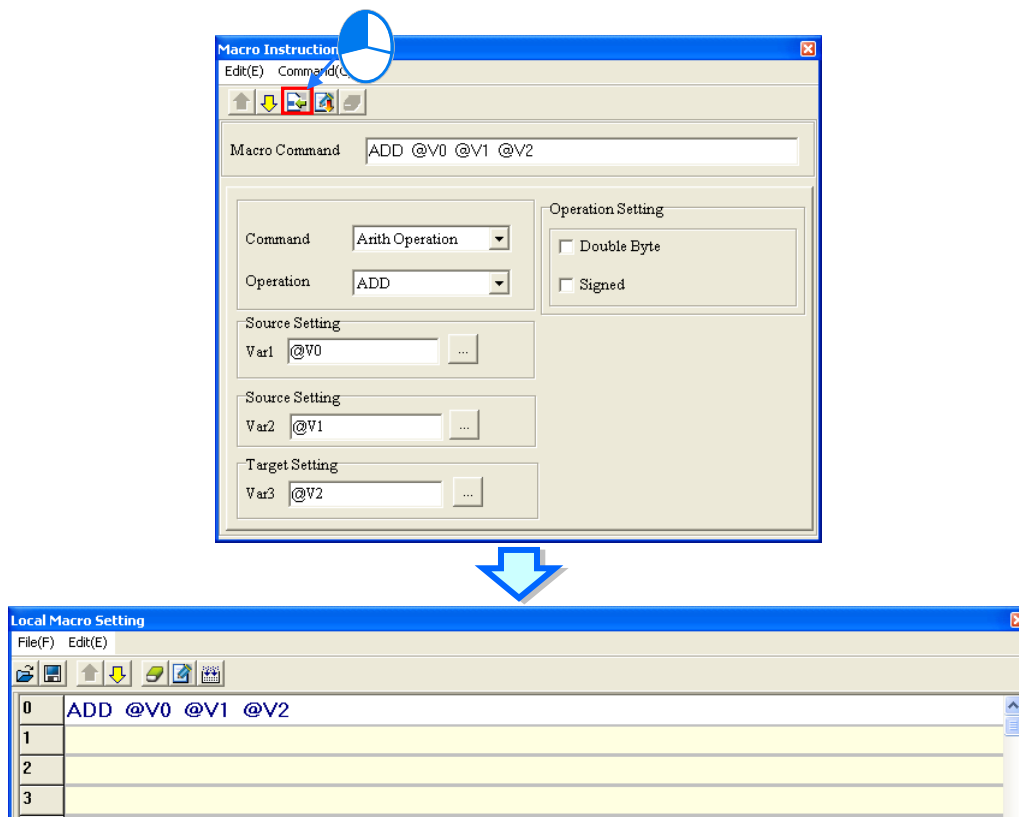 Macro Instruction
Edit(E) Command(C
Macro Command ADD @V0 @V1 @V2
Operation Setting
Command Arith Operation
Double Byte
Operation ADD
Signed
Source Setting
Var1 @V0 ...
Source Setting
Var2 @V1 ...
Target Setting
Var3 @V2 ...
Local Macro Setting
File(F) Edit(E)
0 ADD @V0 @V1 @V2
1
2
3